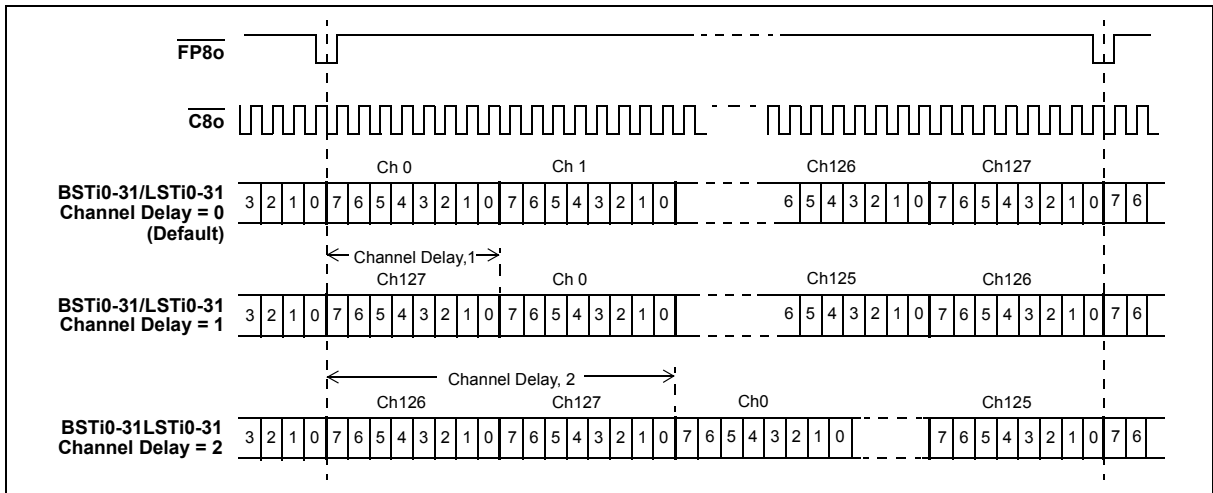 FP8o
C8o
Ch 0 Ch 1 Ch126 Ch127
BSTi0-31/LSTi0-31
Channel Delay = 0
(Default)
3 2 1 0 7 6 5 4 3 2 1 0 7 6 5 4 3 2 1 0 6 5 4 3 2 1 0 7 6 5 4 3 2 1 0 7 6
Channel Delay,1
Ch127 Ch 0 Ch125 Ch126
BSTi0-31/LSTi0-31
Channel Delay = 1
3 2 1 0 7 6 5 4 3 2 1 0 7 6 5 4 3 2 1 0 6 5 4 3 2 1 0 7 6 5 4 3 2 1 0 7 6
Channel Delay, 2
Ch126 Ch127 Ch0 Ch125
BSTi0-31LSTi0-31
Channel Delay = 2
3 2 1 0 7 6 5 4 3 2 1 0 7 6 5 4 3 2 1 0 7 6 5 4 3 2 1 0 7 6 5 4 3 2 1 0 7 6